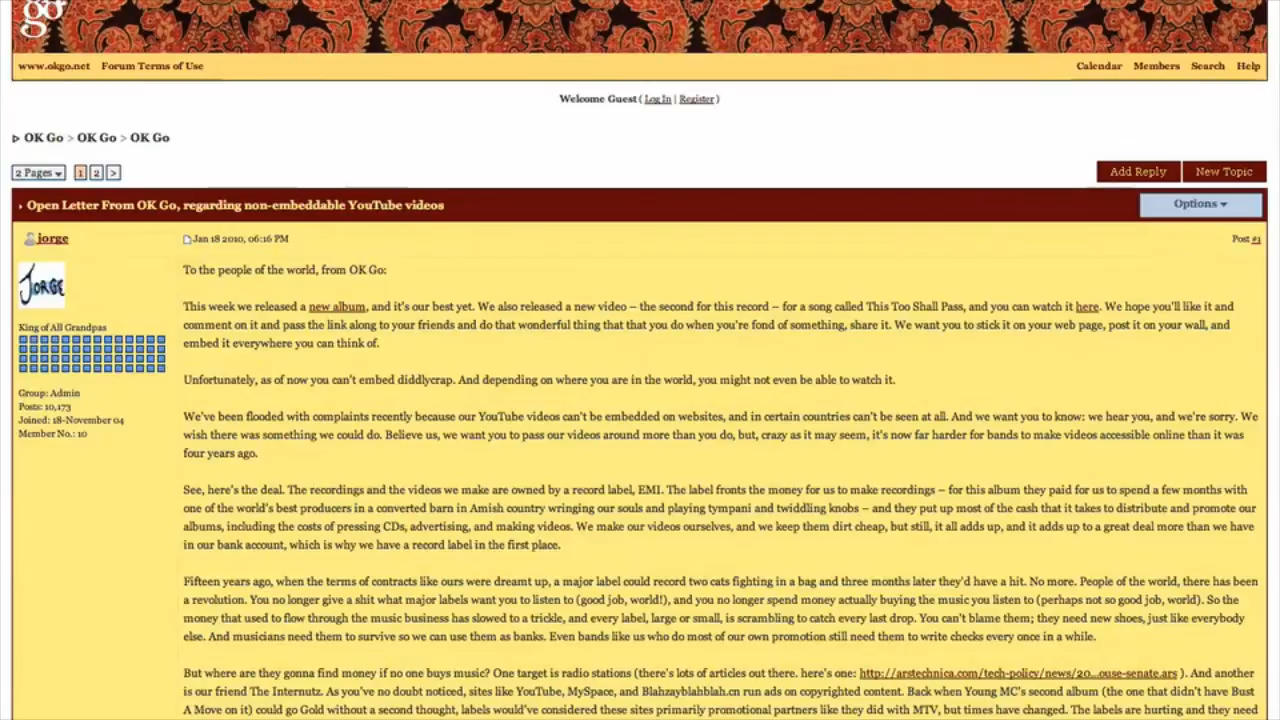 go
www.okgo.net Forum Terms of Use Calendar Members Search Help
Welcome Guest ( Log In | Register )
OK Go > OK Go > OK Go
2 Pages 1 2 > Add Reply New Topic
› Open Letter From OK Go, regarding non-embeddable YouTube videos Options
jorge Jan 18 2010, 06:16 PM Post #1
JORGE
King of All Grandpas
Group: Admin
Posts: 10,173
Joined: 18-November 04
Member No.: 10
To the people of the world, from OK Go:
This week we released a new album, and it's our best yet. We also released a new video – the second for this record – for a song called This Too Shall Pass, and you can watch it here. We hope you'll like it and
comment on it and pass the link along to your friends and do that wonderful thing that that you do when you're fond of something, share it. We want you to stick it on your web page, post it on your wall, and
embed it everywhere you can think of.
Unfortunately, as of now you can't embed diddlycrap. And depending on where you are in the world, you might not even be able to watch it.
We've been flooded with complaints recently because our YouTube videos can't be embedded on websites, and in certain countries can't be seen at all. And we want you to know: we hear you, and we're sorry. We
wish there was something we could do. Believe us, we want you to pass our videos around more than you do, but, crazy as it may seem, it's now far harder for bands to make videos accessible online than it was
four years ago.
See, here's the deal. The recordings and the videos we make are owned by a record label, EMI. The label fronts the money for us to make recordings – for this album they paid for us to spend a few months with
one of the world's best producers in a converted barn in Amish country wringing our souls and playing tympani and twiddling knobs – and they put up most of the cash that it takes to distribute and promote our
albums, including the costs of pressing CDs, advertising, and making videos. We make our videos ourselves, and we keep them dirt cheap, but still, it all adds up, and it adds up to a great deal more than we have
in our bank account, which is why we have a record label in the first place.
Fifteen years ago, when the terms of contracts like ours were dreamt up, a major label could record two cats fighting in a bag and three months later they'd have a hit. No more. People of the world, there has been
a revolution. You no longer give a shit what major labels want you to listen to (good job, world!), and you no longer spend money actually buying the music you listen to (perhaps not so good job, world). So the
money that used to flow through the music business has slowed to a trickle, and every label, large or small, is scrambling to catch every last drop. You can't blame them; they need new shoes, just like everybody
else. And musicians need them to survive so we can use them as banks. Even bands like us who do most of our own promotion still need them to write checks every once in a while.
But where are they gonna find money if no one buys music? One target is radio stations (there's lots of articles out there. here's one: http://arstechnica.com/tech-policy/news/20...ouse-senate.ars ). And another
is our friend The Internutz. As you've no doubt noticed, sites like YouTube, MySpace, and Blahzayblahblah.cn run ads on copyrighted content. Back when Young MC's second album (the one that didn't have Bust
A Move on it) could go Gold without a second thought, labels would've considered these sites primarily promotional partners like they did with MTV, but times have changed. The labels are hurting and they need